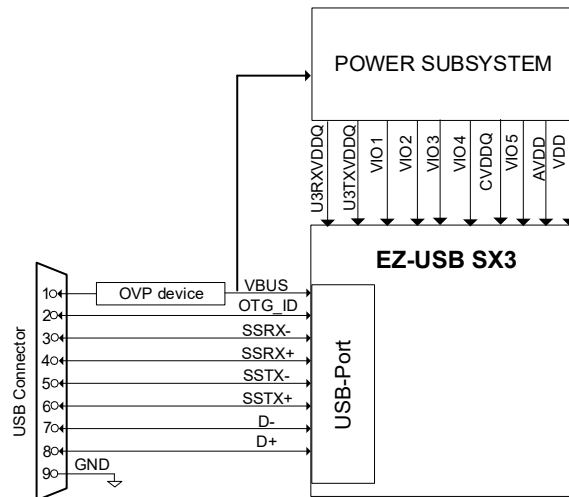 POWER SUBSYSTEM
U3RXVDDQ
U3TXVDDQ
VIO1
VIO2
VIO3
VIO4
CVDDQ
VIO5
AVDD
VDD
EZ-USB SX3
USB Connector
1
OVP device
VBUS
2
OTG_ID
3
SSRX-
4
SSRX+
5
SSTX-
6
SSTX+
7
D-
8
D+
9
GND
USB-Port